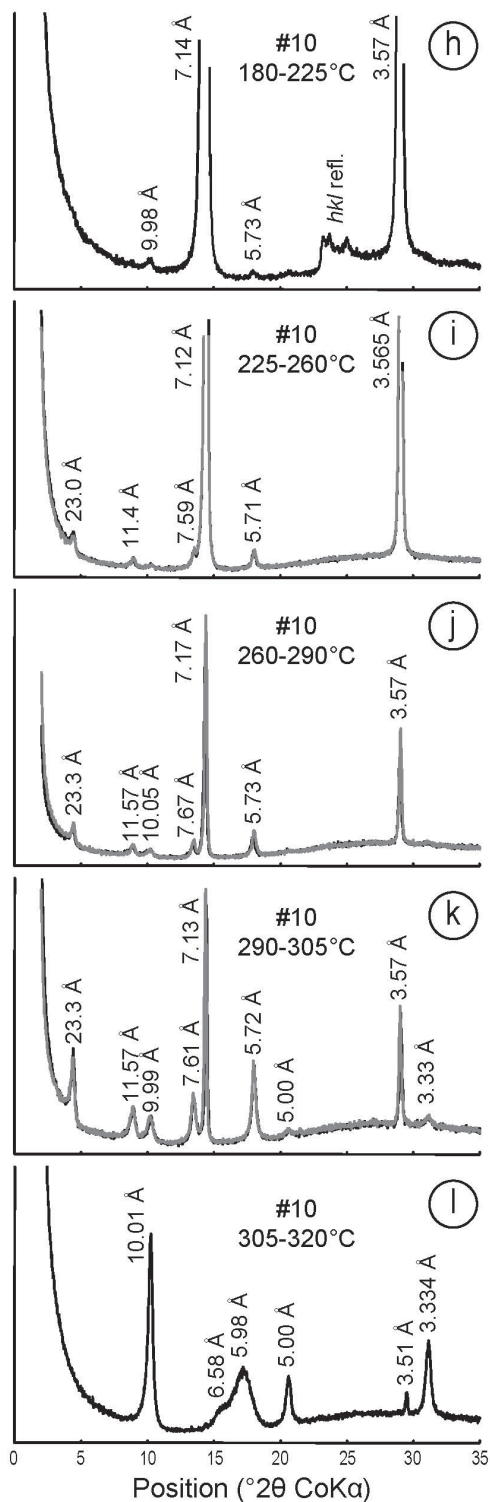 #10
180-225°C
h
9.98 Å
7.14 Å
5.73 Å
hkl refl.
3.57 Å
#10
225-260°C
i
23.0 Å
11.4 Å
7.59 Å
7.12 Å
5.71 Å
3.565 Å
#10
260-290°C
j
23.3 Å
11.57 Å
10.05 Å
7.67 Å
7.17 Å
5.73 Å
3.57 Å
#10
290-305°C
k
23.3 Å
11.57 Å
9.99 Å
7.61 Å
7.13 Å
5.72 Å
5.00 Å
3.57 Å
3.33 Å
#10
305-320°C
l
10.01 Å
6.58 Å
5.98 Å
5.00 Å
3.51 Å
3.334 Å
0 5 10 15 20 25 30 35
Position (°2θ CoKα)